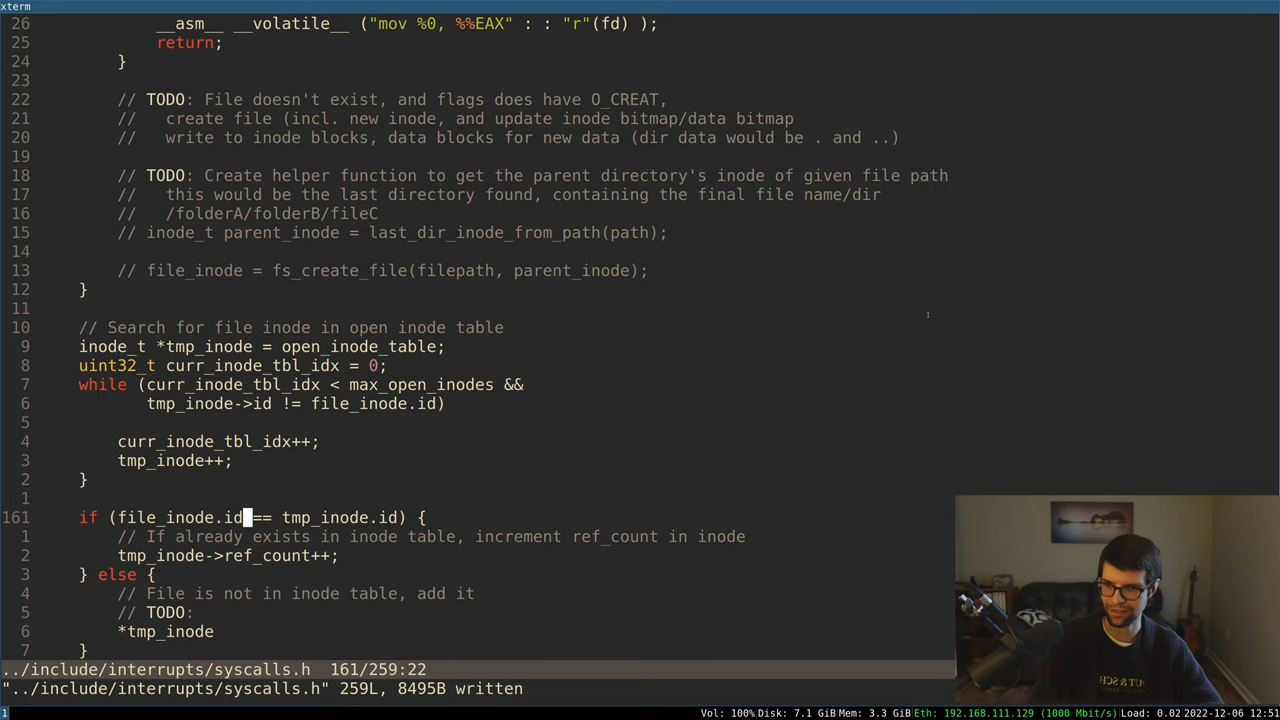 xterm
26 __asm__ __volatile__ ("mov %0, %%EAX" : : "r"(fd) );
25 return;
24 }
23
22 // TODO: File doesn't exist, and flags does have O_CREAT,
21 // create file (incl. new inode, and update inode bitmap/data bitmap
20 // write to inode blocks, data blocks for new data (dir data would be . and ..)
19
18 // TODO: Create helper function to get the parent directory's inode of given file path
17 // this would be the last directory found, containing the final file name/dir
16 // /folderA/folderB/fileC
15 // inode_t parent_inode = last_dir_inode_from_path(path);
14
13 // file_inode = fs_create_file(filepath, parent_inode);
12 }
11
10 // Search for file inode in open inode table
9 inode_t *tmp_inode = open_inode_table;
8 uint32_t curr_inode_tbl_idx = 0;
7 while (curr_inode_tbl_idx < max_open_inodes &&
6 tmp_inode->id != file_inode.id)
5
4 curr_inode_tbl_idx++;
3 tmp_inode++;
2 }
1
161 if (file_inode.id == tmp_inode.id) {
1 // If already exists in inode table, increment ref_count in inode
2 tmp_inode->ref_count++;
3 } else {
4 // File is not in inode table, add it
5 // TODO:
6 *tmp_inode
7 }
../include/interrupts/syscalls.h 161/259:22
"../include/interrupts/syscalls.h" 259L, 8495B written
1 Vol: 100% Disk: 7.1 GiB Mem: 3.3 GiB Eth: 192.168.111.129 (1000 Mbit/s) Load: 0.02 2022-12-06 12:51